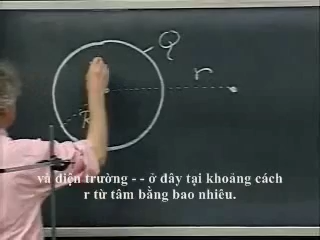 Q
r
R
và điện trường - - ở đây tại khoảng cách
r từ tâm bằng bao nhiêu.